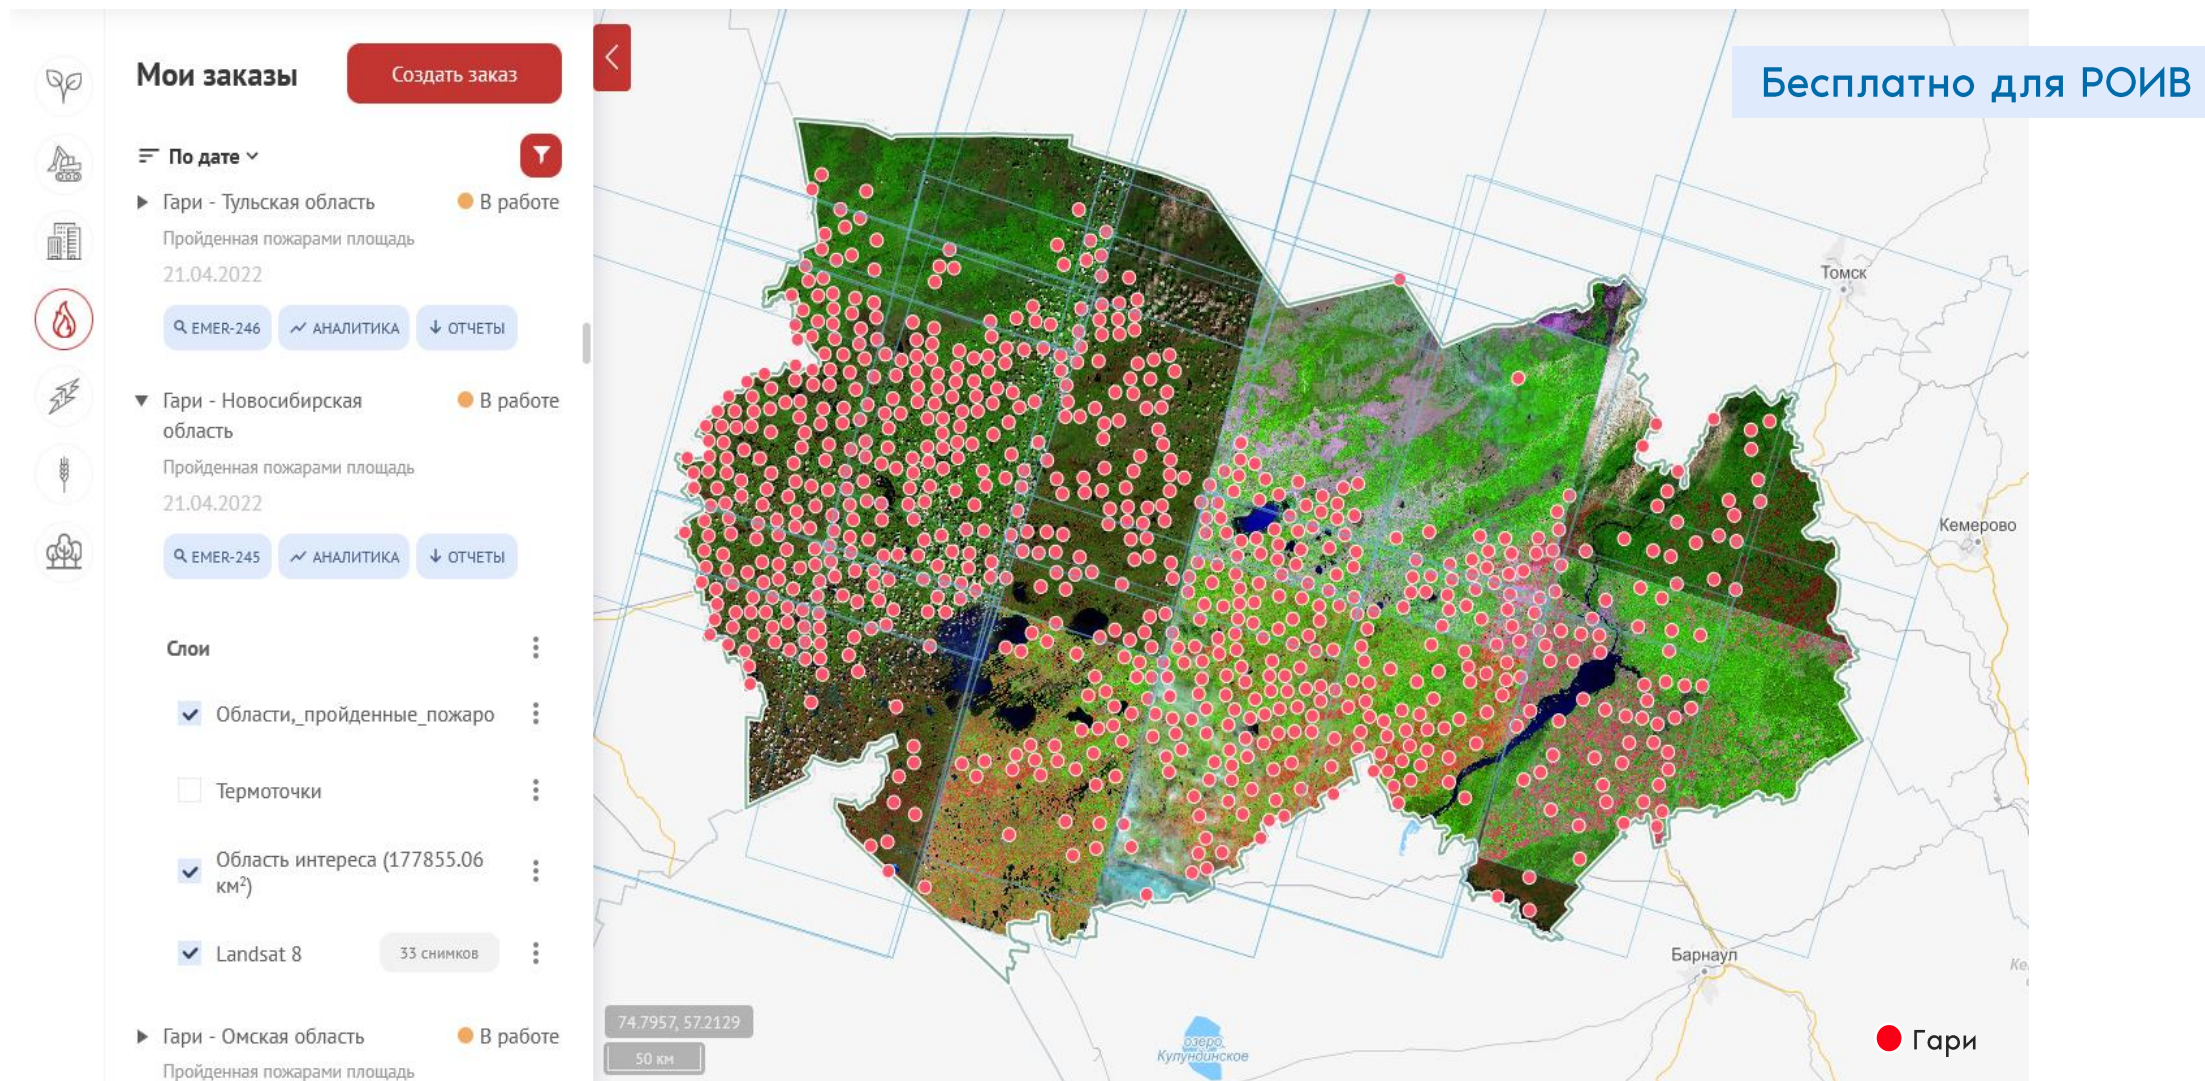 Мои заказы
Создать заказ
Бесплатно для РОИВ
По дате
Гари - Тульская область
В работе
Пройденная пожарами площадь
21.04.2022
EMER-246
АНАЛИТИКА
ОТЧЕТЫ
Гари - Новосибирская
область
В работе
Пройденная пожарами площадь
21.04.2022
EMER-245
АНАЛИТИКА
ОТЧЕТЫ
Слои
Области,_пройденные_пожаро
Термоточки
Область интереса (177855.06
км²)
Landsat 8
33 снимков
Гари - Омская область
В работе
Пройденная пожарами площадь
Томск
Кемерово
Барнаул
Ке
74.7957, 57.2129
50 км
озеро
Кулундинское
Гари